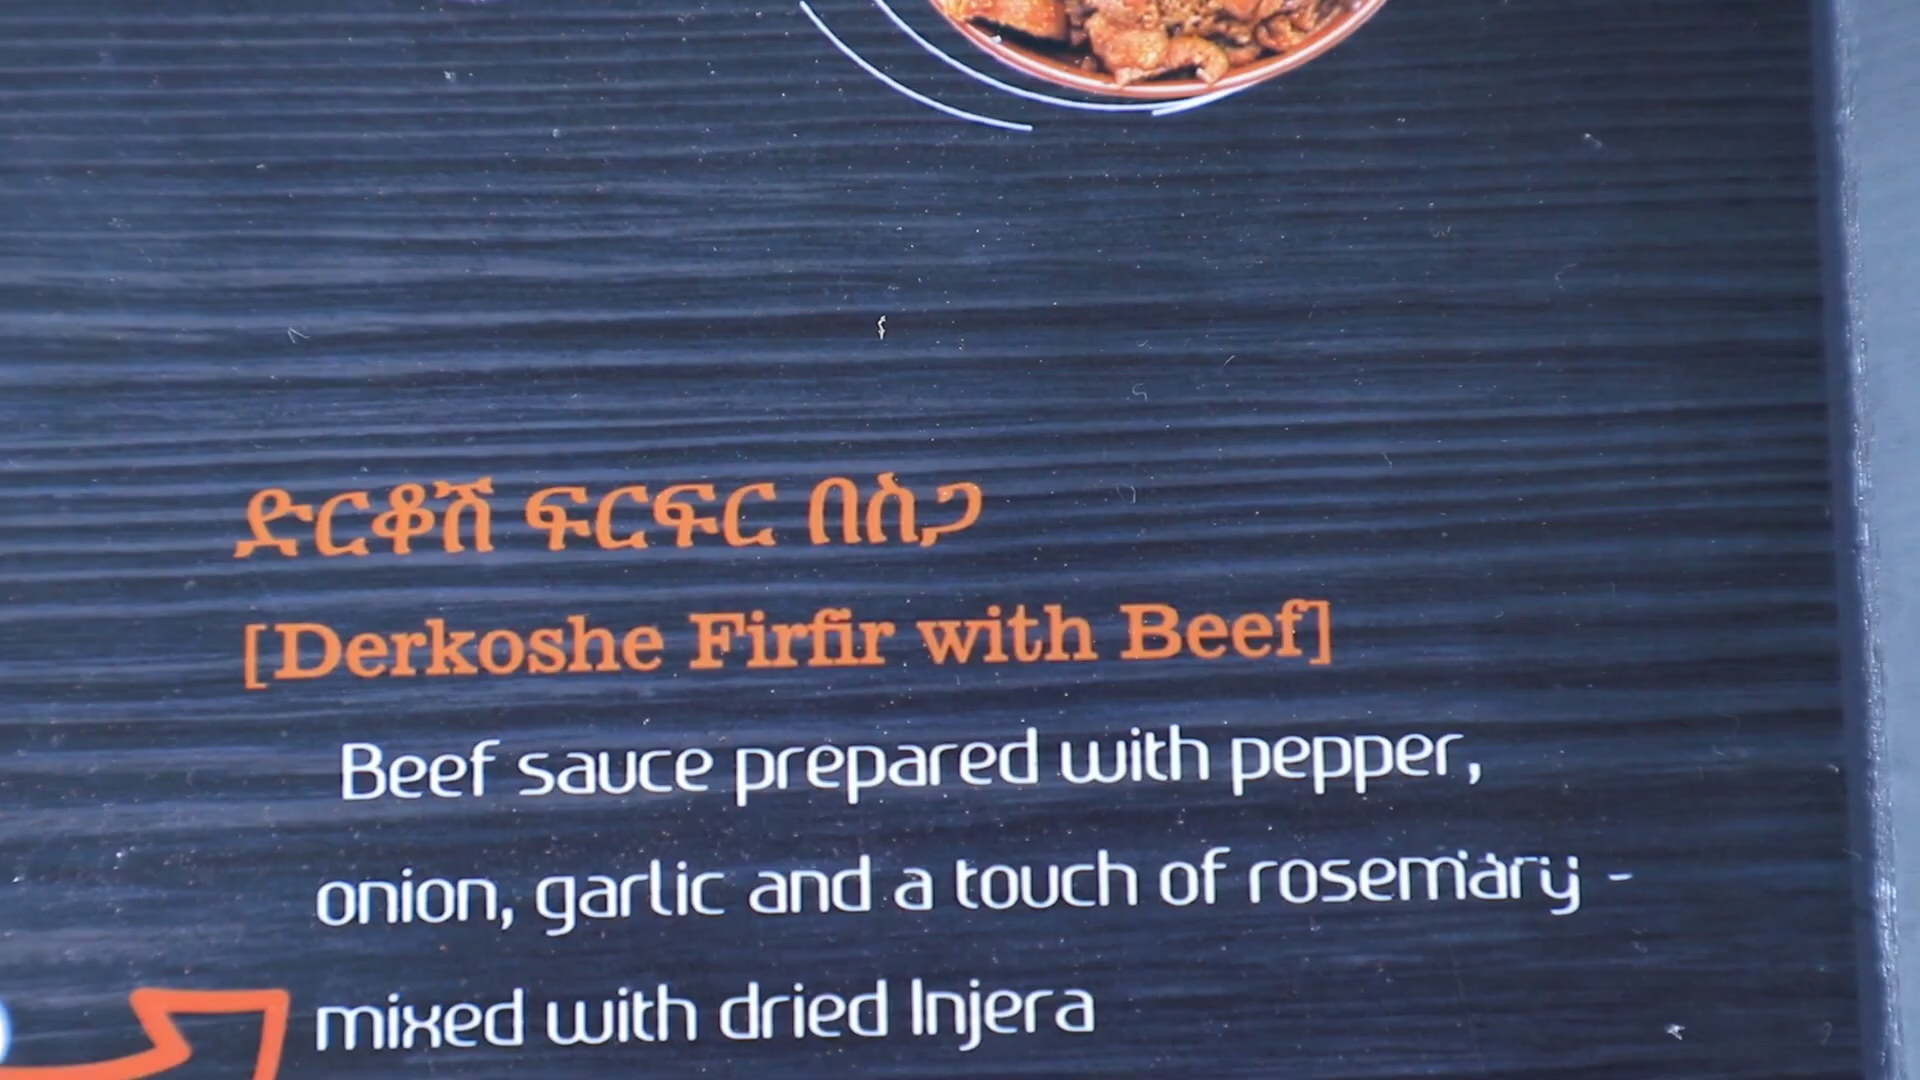 ድርቆሽ ፍርፍር በስጋ
[Derkoshe Firfir with Beef]
Beef sauce prepared with pepper,
onion, garlic and a touch of rosemary -
mixed with dried Injera